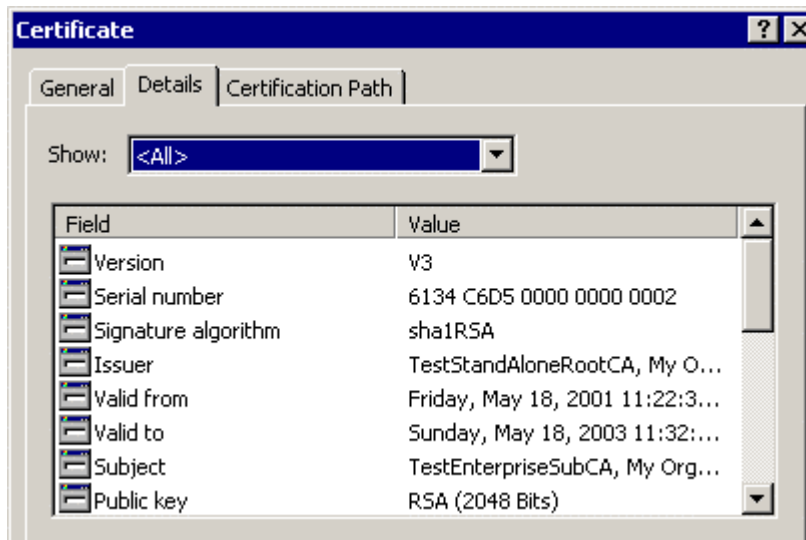 Certificate
General Details Certification Path
Show: <All>
Field Value
Version V3
Serial number 6134 C6D5 0000 0000 0002
Signature algorithm sha1RSA
Issuer TestStandAloneRootCA, My O...
Valid from Friday, May 18, 2001 11:22:3...
Valid to Sunday, May 18, 2003 11:32:...
Subject TestEnterpriseSubCA, My Org...
Public key RSA (2048 Bits)